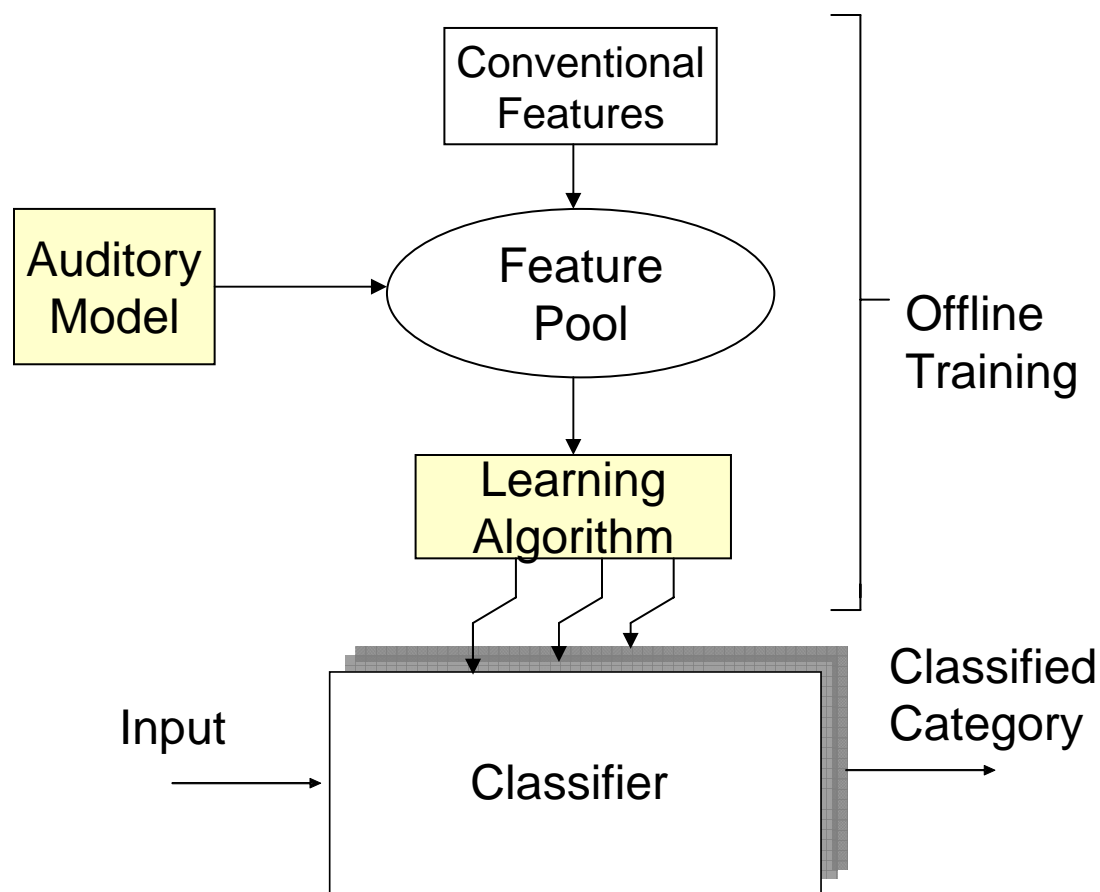 Conventional
Features
Auditory
Model
Feature
Pool
Offline
Training
Learning
Algorithm
Classified
Category
Input
Classifier